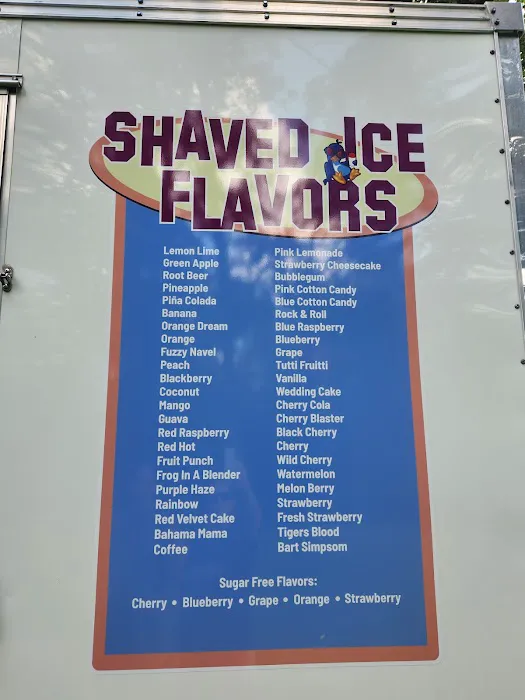 SHAVED ICE
FLAVORS
Lemon Lime
Green Apple
Root Beer
Pineapple
Piña Colada
Banana
Orange Dream
Orange
Fuzzy Navel
Peach
Blackberry
Coconut
Mango
Guava
Red Raspberry
Red Hot
Fruit Punch
Frog In A Blender
Purple Haze
Rainbow
Red Velvet Cake
Bahama Mama
Coffee
Pink Lemonade
Strawberry Cheesecake
Bubblegum
Pink Cotton Candy
Blue Cotton Candy
Rock & Roll
Blue Raspberry
Blueberry
Grape
Tutti Fruitti
Vanilla
Wedding Cake
Cherry Cola
Cherry Blaster
Black Cherry
Cherry
Wild Cherry
Watermelon
Melon Berry
Strawberry
Fresh Strawberry
Tigers Blood
Bart Simpsom
Sugar Free Flavors:
Cherry • Blueberry • Grape • Orange • Strawberry